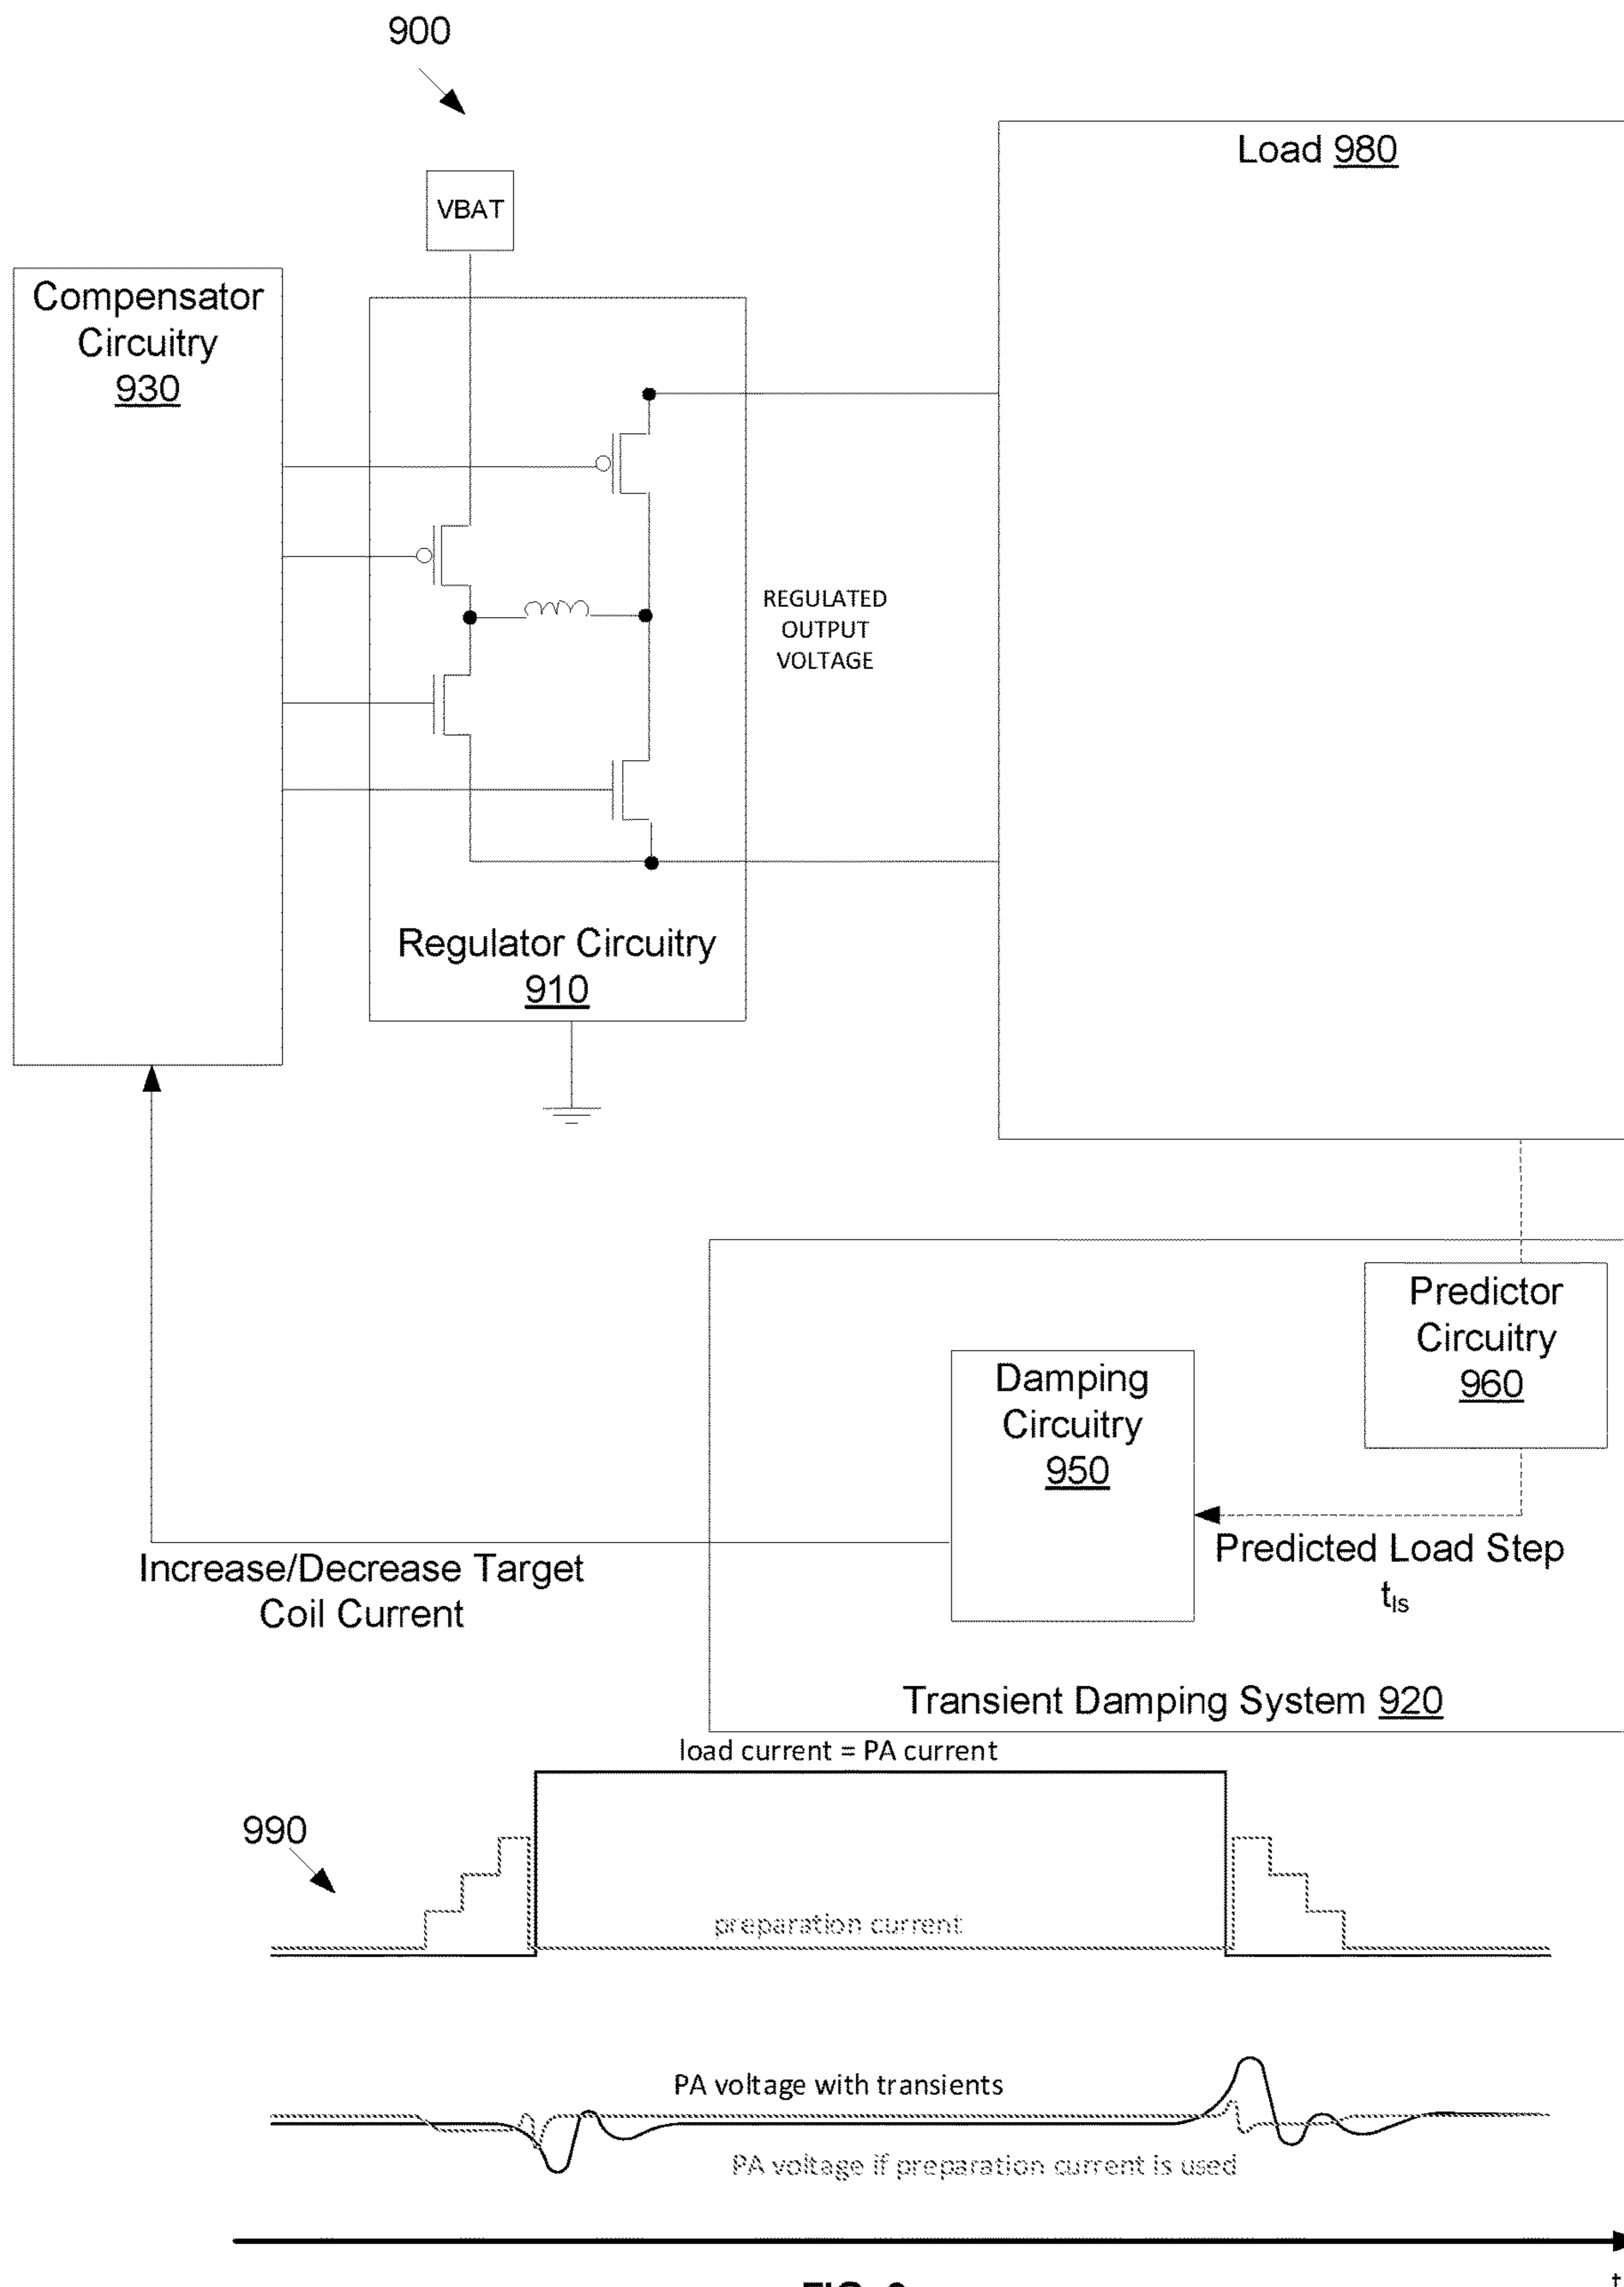 900
Load 980
VBAT
Compensator
Circuitry
930
REGULATED
OUTPUT
VOLTAGE
Regulator Circuitry
910
Predictor
Circuitry
960
Damping
Circuitry
950
Predicted Load Step
tls
Increase/Decrease Target
Coil Current
Transient Damping System 920
load current = PA current
990
preparation current
PA voltage with transients
PA voltage if preparation current is used
t